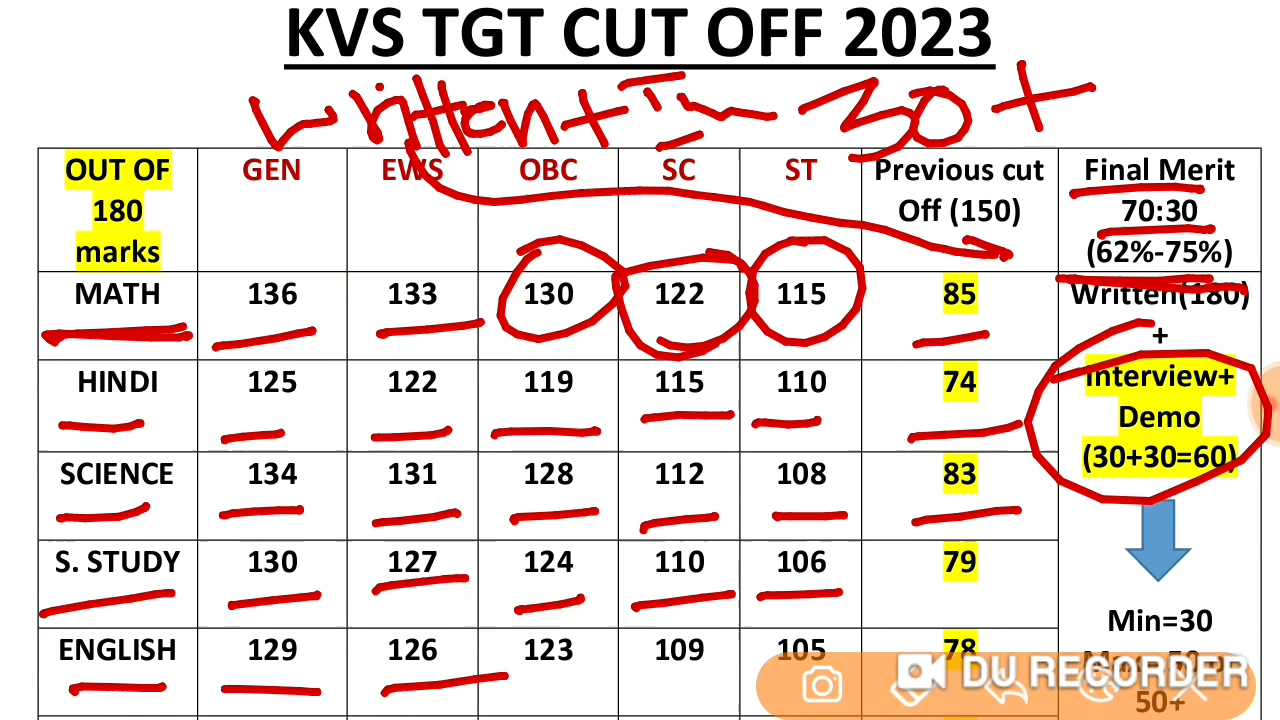 KVS TGT CUT OFF 2023
Written + I - 30 +
OUT OF 180 marks GEN EWS OBC SC ST Previous cut Off (150) Final Merit 70:30 (62%-75%)
MATH 136 133 130 122 115 85 Written(180)
+
HINDI 125 122 119 115 110 74 Interview+ Demo (30+30=60)
SCIENCE 134 131 128 112 108 83
S. STUDY 130 127 124 110 106 79 Min=30
ENGLISH 129 126 123 109 105 78
50+
DU RECORDER